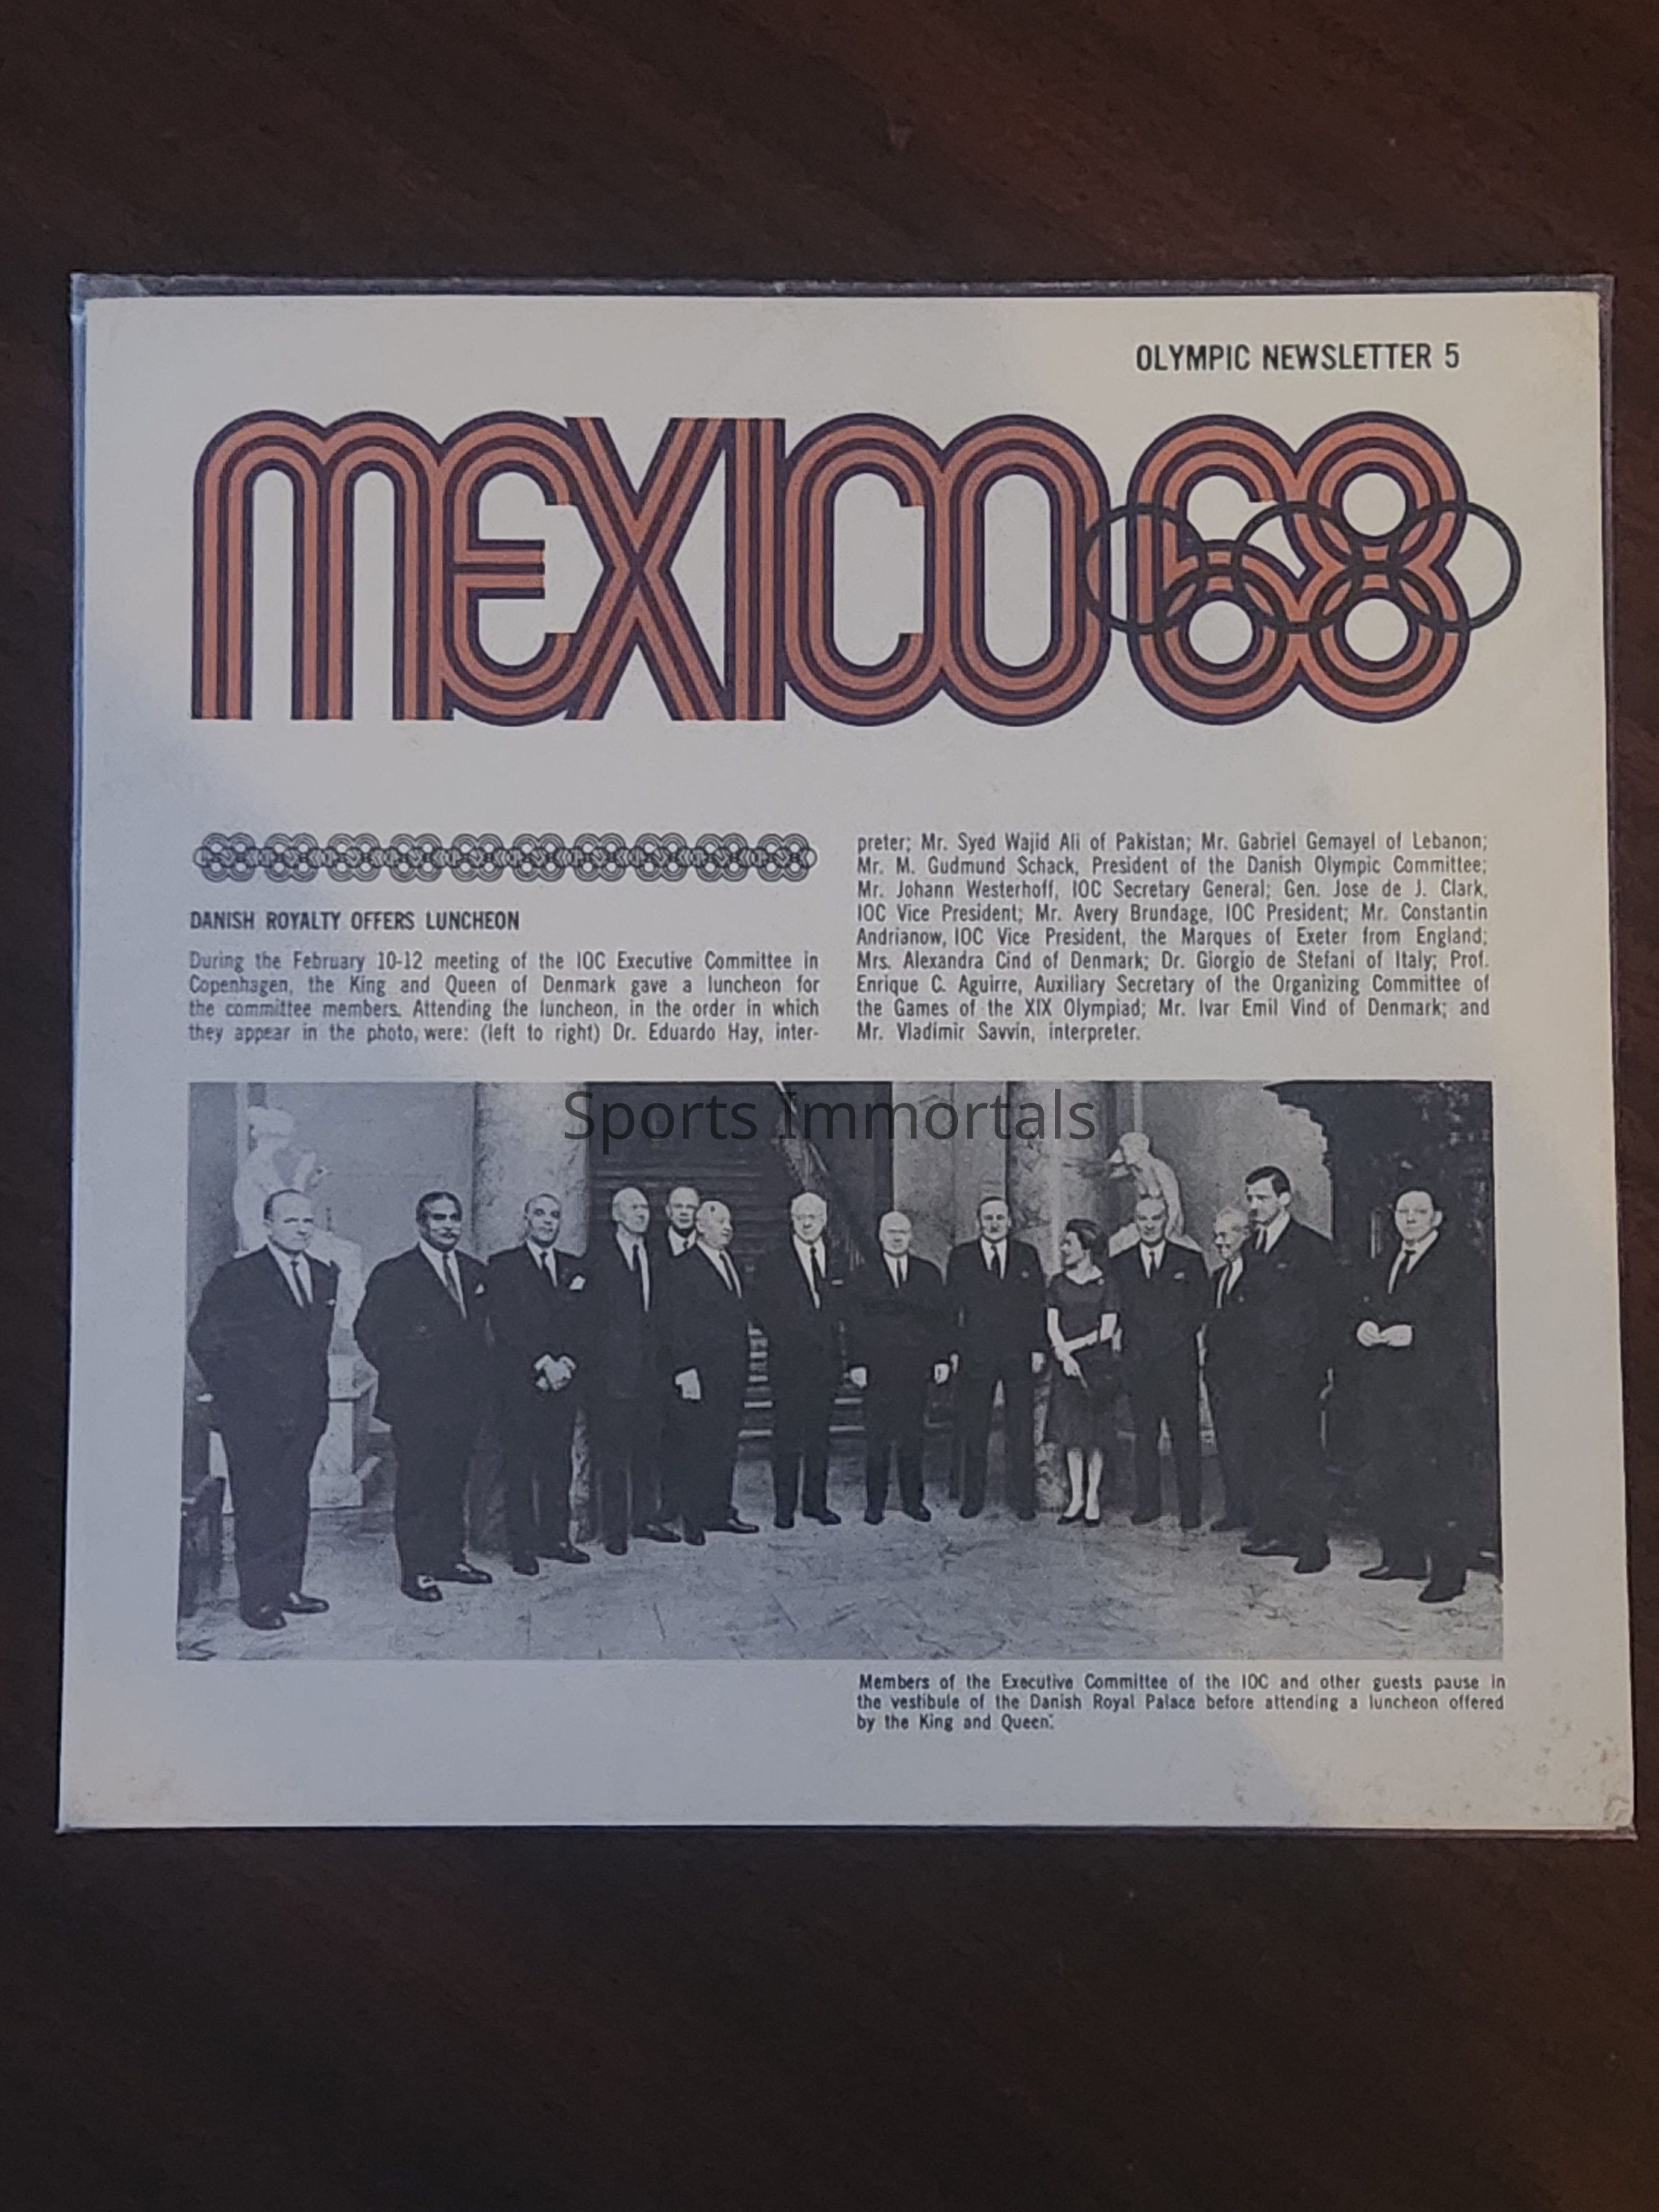 OLYMPIC NEWSLETTER 5
MEXICO68
DANISH ROYALTY OFFERS LUNCHEON
During the February 10-12 meeting of the IOC Executive Committee in
Copenhagen, the King and Queen of Denmark gave a luncheon for
the committee members. Attending the luncheon, in the order in which
they appear in the photo, were: (left to right) Dr. Eduardo Hay, inter-
preter; Mr. Syed Wajid Ali of Pakistan; Mr. Gabriel Gemayel of Lebanon;
Mr. M. Gudmund Schack, President of the Danish Olympic Committee;
Mr. Johann Westerhoff, IOC Secretary General; Gen. Jose de J. Clark,
IOC Vice President; Mr. Avery Brundage, IOC President; Mr. Constantin
Andrianow, IOC Vice President, the Marques of Exeter from England;
Mrs. Alexandra Cind of Denmark; Dr. Giorgio de Stefani of Italy; Prof.
Enrique C. Aguirre, Auxiliary Secretary of the Organizing Committee of
the Games of the XIX Olympiad; Mr. Ivar Emil Vind of Denmark; and
Mr. Vladimir Savvin, interpreter.
Sports Immortals
Members of the Executive Committee of the IOC and other guests pause in
the vestibule of the Danish Royal Palace before attending a luncheon offered
by the King and Queen.